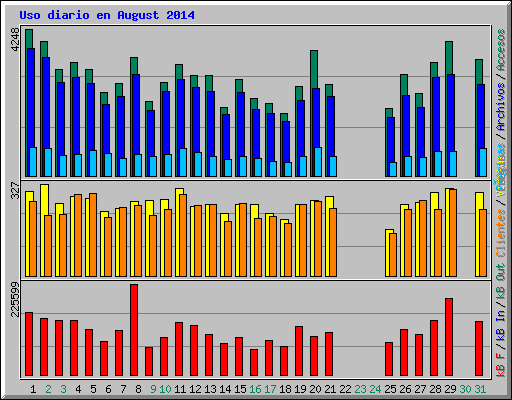 Uso diario en August 2014
4248
327
225599
kB F / kB In / kB Out Clientes / Páginas / Archivos / Accesos
1 2 3 4 5 6 7 8 9 10 11 12 13 14 15 16 17 18 19 20 21 22 23 24 25 26 27 28 29 30 31